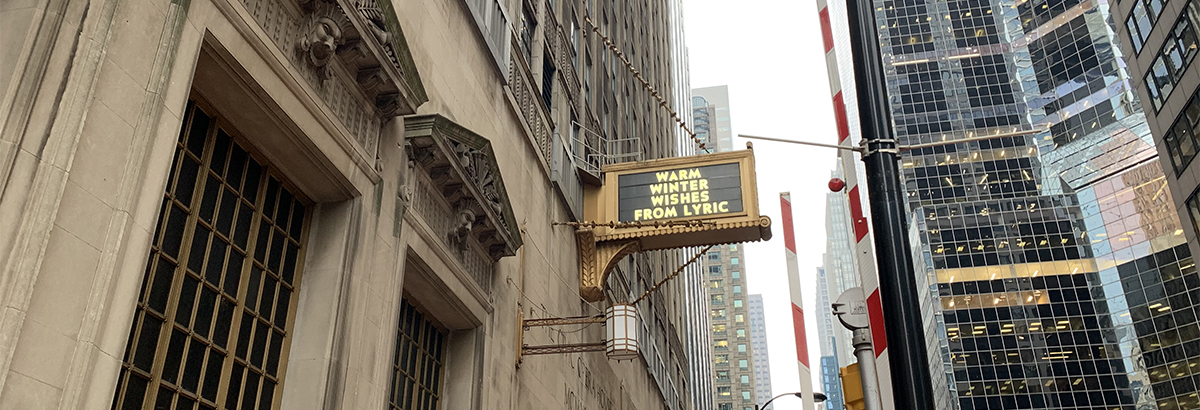 WARM
WINTER
WISHES
FROM LYRIC